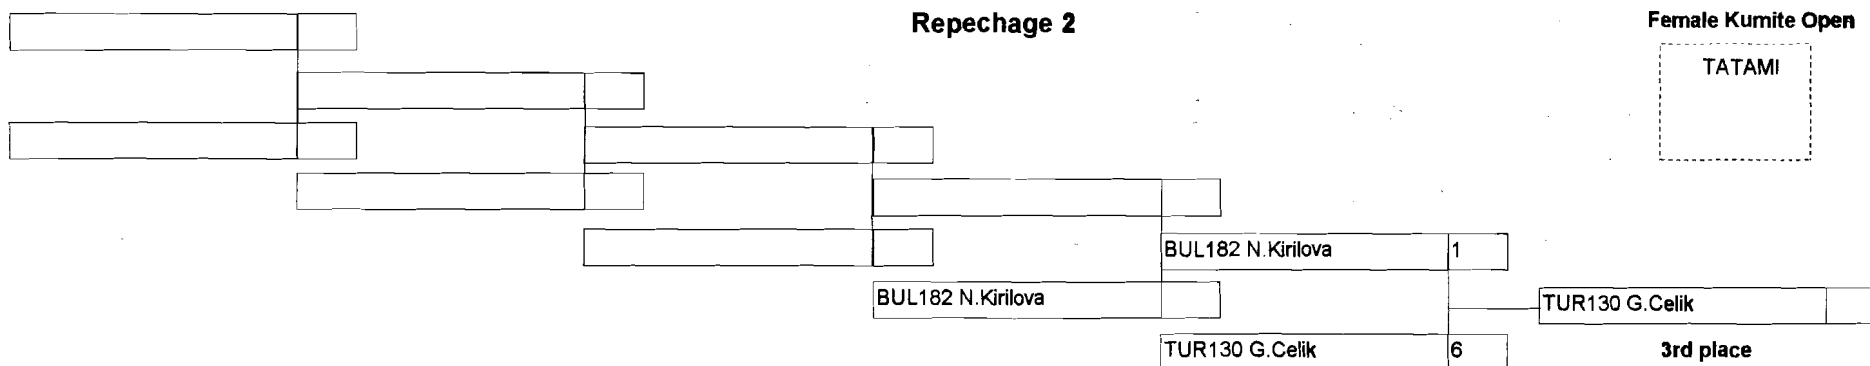 Repechage 2
Female Kumite Open
TATAMI
BUL182 N.Kirilova 1
BUL182 N.Kirilova
TUR130 G.Celik
TUR130 G.Celik 6
3rd place